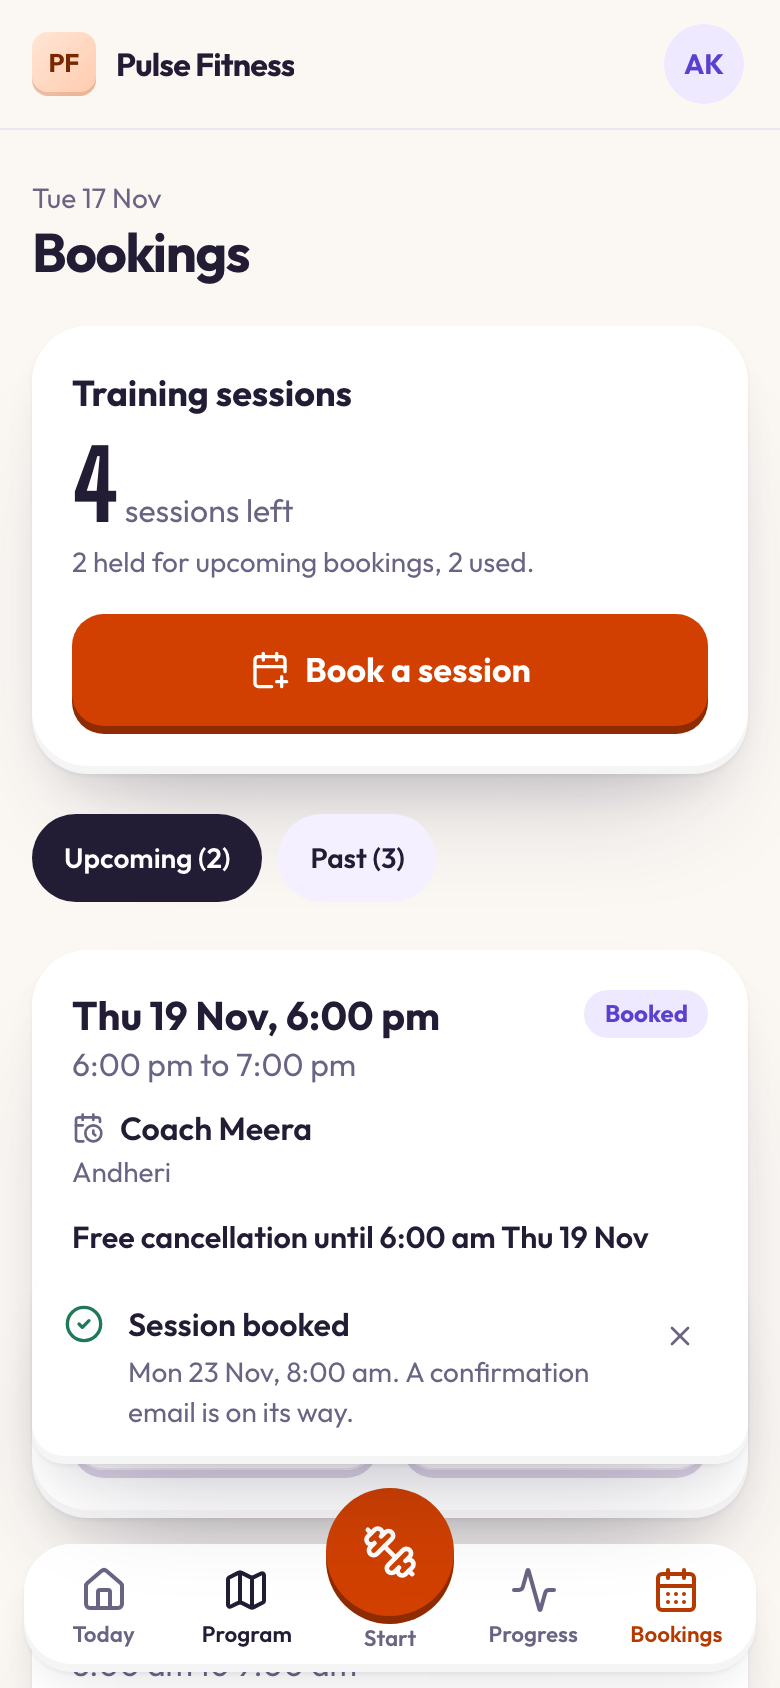 PF
Pulse Fitness
AK
Tue 17 Nov
Bookings
Training sessions
4 sessions left
2 held for upcoming bookings, 2 used.
Book a session
Upcoming (2)
Past (3)
Thu 19 Nov, 6:00 pm
Booked
6:00 pm to 7:00 pm
Coach Meera
Andheri
Free cancellation until 6:00 am Thu 19 Nov
Session booked
Mon 23 Nov, 8:00 am. A confirmation
email is on its way.
Today
Program
Start
Progress
Bookings